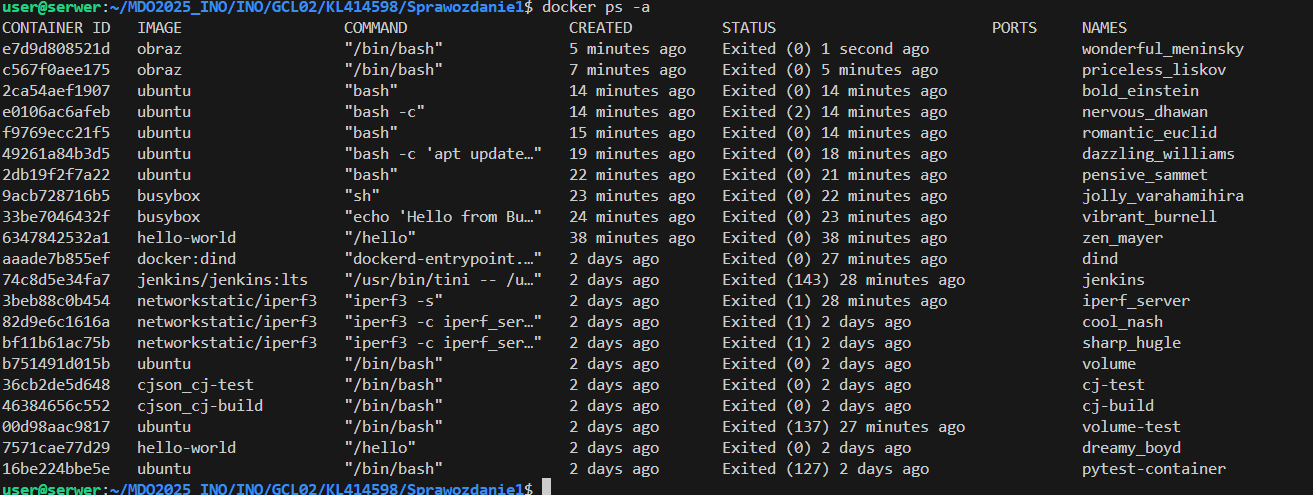 user@serwer:~/MDO2025_INO/INO/GCL02/KL414598/Sprawozdanie1$ docker ps -a
CONTAINER ID   IMAGE                 COMMAND                  CREATED          STATUS                        PORTS     NAMES
e7d9d808521d   obraz                 "/bin/bash"              5 minutes ago    Exited (0) 1 second ago                 wonderful_meninsky
c567f0aee175   obraz                 "/bin/bash"              7 minutes ago    Exited (0) 5 minutes ago                priceless_liskov
2ca54aef1907   ubuntu                "bash"                   14 minutes ago   Exited (0) 14 minutes ago               bold_einstein
e0106ac6afeb   ubuntu                "bash -c"                14 minutes ago   Exited (2) 14 minutes ago               nervous_dhawan
f9769ecc21f5   ubuntu                "bash"                   15 minutes ago   Exited (0) 14 minutes ago               romantic_euclid
49261a84b3d5   ubuntu                "bash -c 'apt update…"   19 minutes ago   Exited (0) 18 minutes ago               dazzling_williams
2db19f2f7a22   ubuntu                "bash"                   22 minutes ago   Exited (0) 21 minutes ago               pensive_sammet
9acb728716b5   busybox               "sh"                     23 minutes ago   Exited (0) 22 minutes ago               jolly_varahamihira
33be7046432f   busybox               "echo 'Hello from Bu…"   24 minutes ago   Exited (0) 23 minutes ago               vibrant_burnell
6347842532a1   hello-world           "/hello"                 38 minutes ago   Exited (0) 38 minutes ago               zen_mayer
aaade7b855ef   docker:dind           "dockerd-entrypoint.…"   2 days ago       Exited (0) 27 minutes ago               dind
74c8d5e34fa7   jenkins/jenkins:lts   "/usr/bin/tini -- /u…"   2 days ago       Exited (143) 28 minutes ago             jenkins
3beb88c0b454   networkstatic/iperf3   "iperf3 -s"              2 days ago       Exited (1) 28 minutes ago               iperf_server
82d9e6c1616a   networkstatic/iperf3   "iperf3 -c iperf_ser…"   2 days ago       Exited (1) 2 days ago                   cool_nash
bf11b61ac75b   networkstatic/iperf3   "iperf3 -c iperf_ser…"   2 days ago       Exited (1) 2 days ago                   sharp_hugle
b751491d015b   ubuntu                "/bin/bash"              2 days ago       Exited (0) 2 days ago                   volume
36cb2de5d648   cjson_cj-test         "/bin/bash"              2 days ago       Exited (0) 2 days ago                   cj-test
46384656c552   cjson_cj-build        "/bin/bash"              2 days ago       Exited (0) 2 days ago                   cj-build
00d98aac9817   ubuntu                "/bin/bash"              2 days ago       Exited (137) 27 minutes ago             volume-test
7571cae77d29   hello-world           "/hello"                 2 days ago       Exited (0) 2 days ago                   dreamy_boyd
16be224bbe5e   ubuntu                "/bin/bash"              2 days ago       Exited (127) 2 days ago                 pytest-container
user@serwer:~/MDO2025_INO/INO/GCL02/KL414598/Sprawozdanie1$